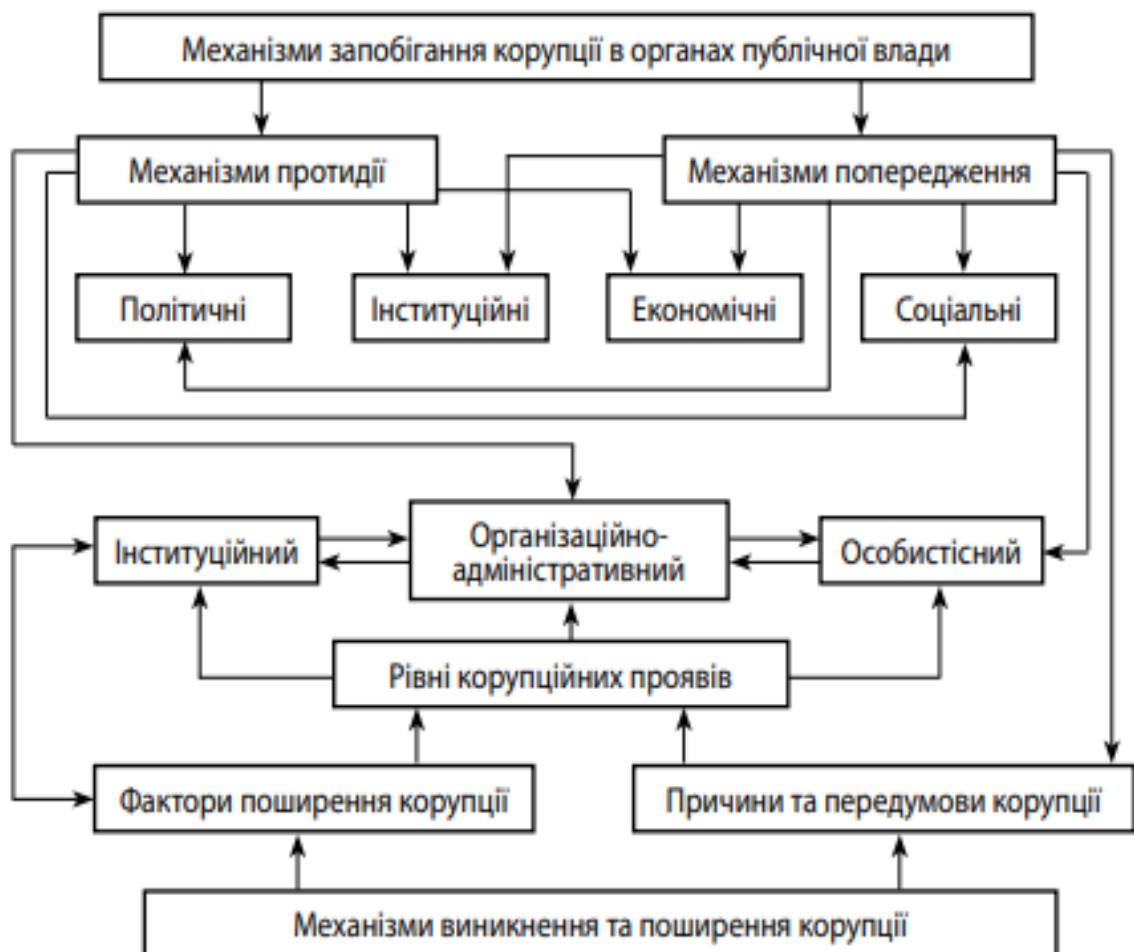 Механізми запобігання корупції в органах публічної влади
Механізми протидії
Механізми попередження
Політичні
Інституційні
Економічні
Соціальні
Інституційний
Організаційно-
адміністративний
Особистісний
Рівні корупційних проявів
Фактори поширення корупції
Причини та передумови корупції
Механізми виникнення та поширення корупції